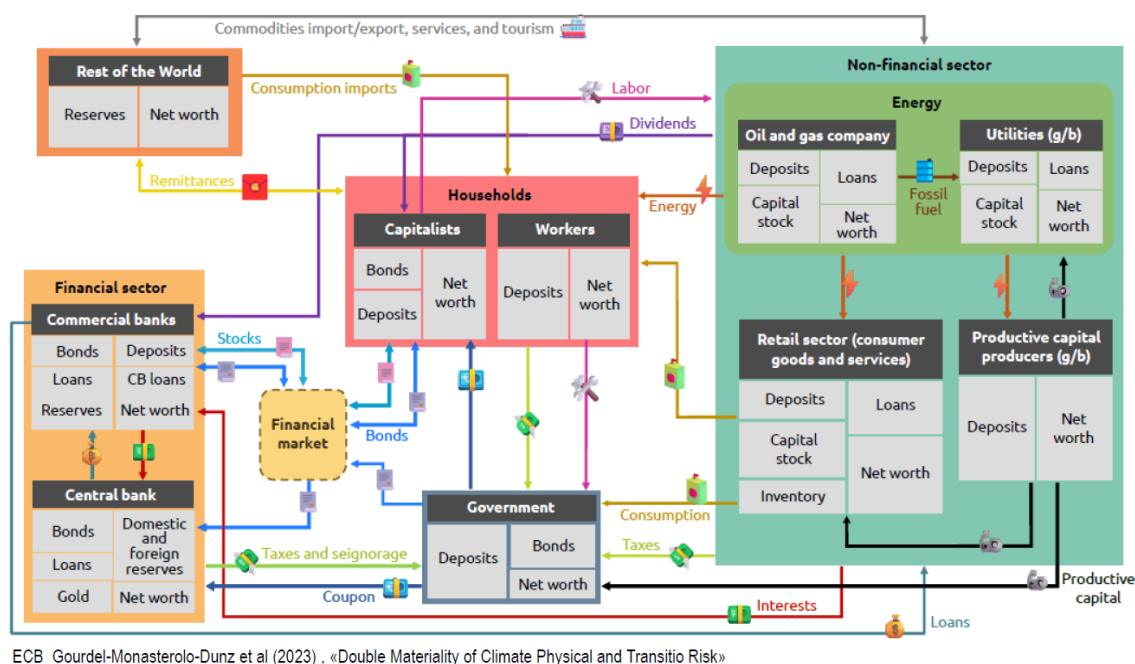 Commodities import/export, services, and tourism
Rest of the World
Reserves
Net worth
Consumption imports
Labor
Dividends
Remittances
Non-financial sector
Energy
Oil and gas company
Deposits
Capital
stock
Loans
Net
worth
Fossil
fuel
Utilities (g/b)
Deposits
Capital
stock
Loans
Net
worth
Energy
Households
Capitalists
Bonds
Deposits
Net
worth
Workers
Deposits
Net
worth
Financial sector
Commercial banks
Bonds
Loans
Reserves
Deposits
CB loans
Net worth
Stocks
Financial
market
Bonds
Retail sector (consumer
goods and services)
Deposits
Capital
stock
Inventory
Loans
Net worth
Productive capital
producers (g/b)
Deposits
Net
worth
Central bank
Bonds
Loans
Gold
Domestic
and
foreign
reserves
Net worth
Government
Deposits
Bonds
Net worth
Consumption
Taxes and seignorage
Taxes
Coupon
Interests
Productive
capital
Loans
ECB Gourdel-Monasterolo-Dunz et al (2023) , «Double Materiality of Climate Physical and Transitio Risk»